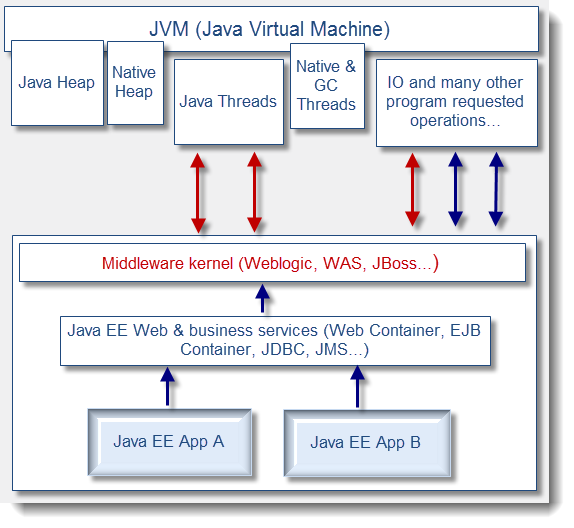 JVM (Java Virtual Machine)
Java Heap
Native
Heap
Java Threads
Native &
GC
Threads
IO and many other
program requested
operations...
Middleware kernel (Weblogic, WAS, JBoss...)
Java EE Web & business services (Web Container, EJB
Container, JDBC, JMS...)
Java EE App A
Java EE App B